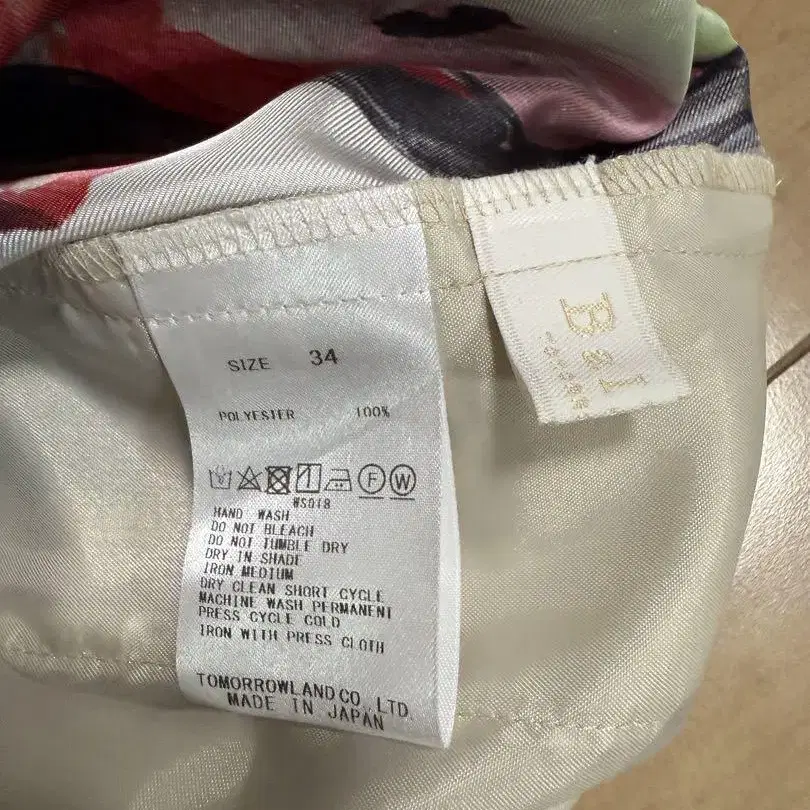 SIZE 34
POLYESTER 100%
F W
WS018
HAND WASH
DO NOT BLEACH
DO NOT TUMBLE DRY
DRY IN SHADE
IRON MEDIUM
DRY CLEAN SHORT CYCLE
MACHINE WASH PERMANENT
PRESS CYCLE COLD
IRON WITH PRESS CLOTH
TOMORROWLAND CO.,LTD.
MADE IN JAPAN